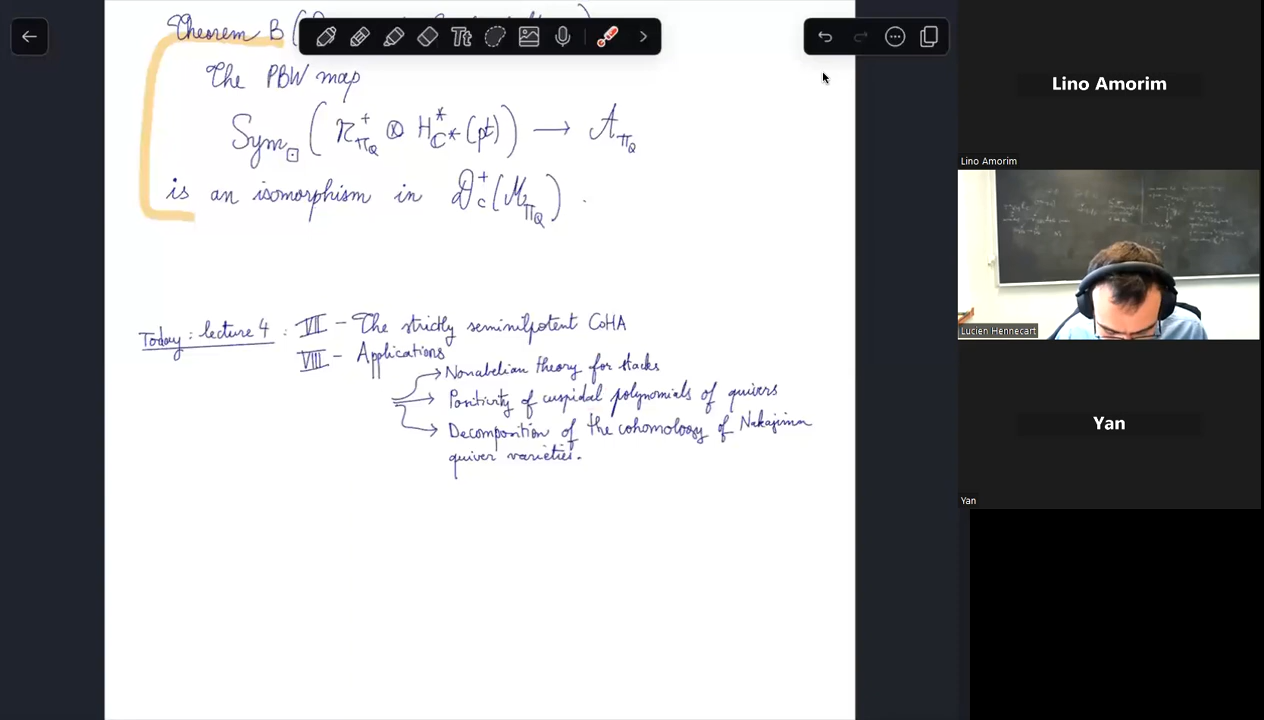 Theorem B (
The PBW map
Sym⊡ ( n⁺_{Π_Q} ⊗ H*_{ℂ*}(pt) ) → 𝒜_{Π_Q}
is an isomorphism in 𝒟⁺_c(ℳ_{Π_Q}) .
Today : lecture 4 : VII - The strictly seminilpotent CoHA
VIII - Applications
→ Nonabelian theory for stacks
→ Positivity of cuspidal polynomials of quivers
→ Decomposition of the cohomology of Nakajima
quiver varieties.
Tt
Lino Amorim
Lino Amorim
Lucien Hennecart
Yan
Yan